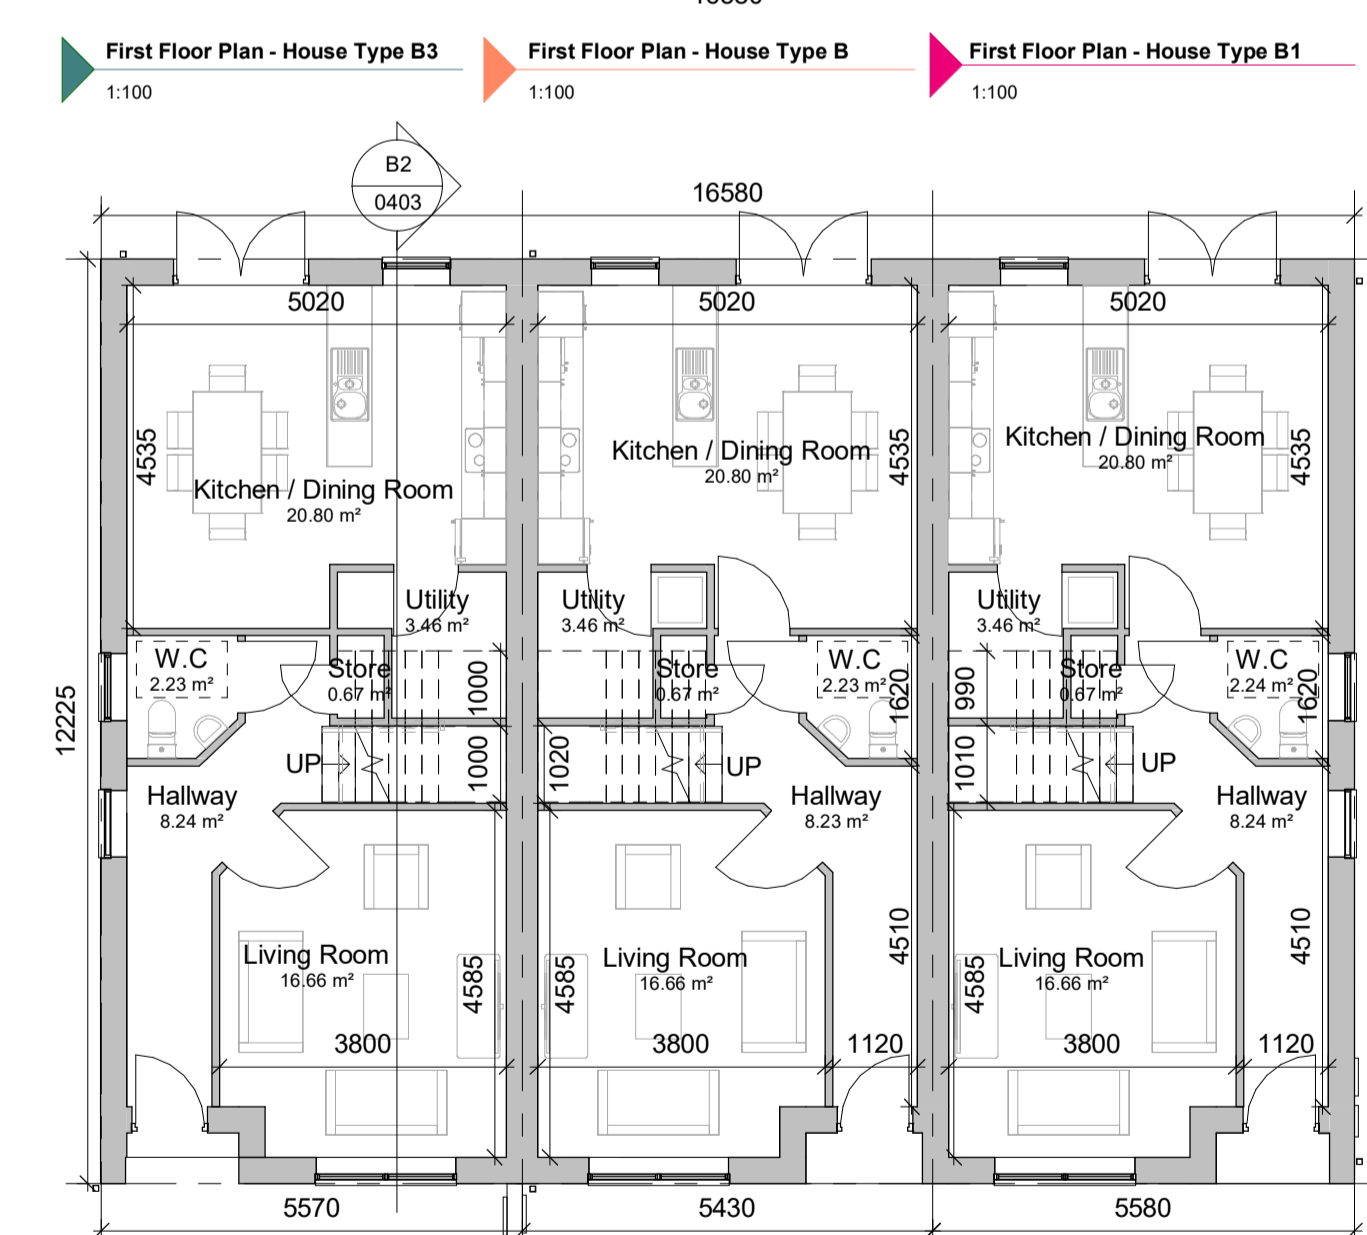 First Floor Plan - House Type B3
1:100
First Floor Plan - House Type B
1:100
First Floor Plan - House Type B1
1:100
B2
0403
16580
5020
5020
5020
4535
Kitchen / Dining Room
20.80 m²
Kitchen / Dining Room
20.80 m²
4535
Kitchen / Dining Room
20.80 m²
4535
Utility
3.46 m²
Utility
3.46 m²
Utility
3.46 m²
W.C
2.23 m²
Store
0.67 m²
1000
Store
0.67 m²
W.C
2.23 m²
1620
990
Store
0.67 m²
W.C
2.24 m²
1620
12225
UP
1000
1020
UP
1010
UP
Hallway
8.24 m²
Hallway
8.23 m²
Hallway
8.24 m²
Living Room
16.66 m²
4585
4585
Living Room
16.66 m²
4510
4585
Living Room
16.66 m²
4510
3800
3800
1120
3800
1120
5570
5430
5580